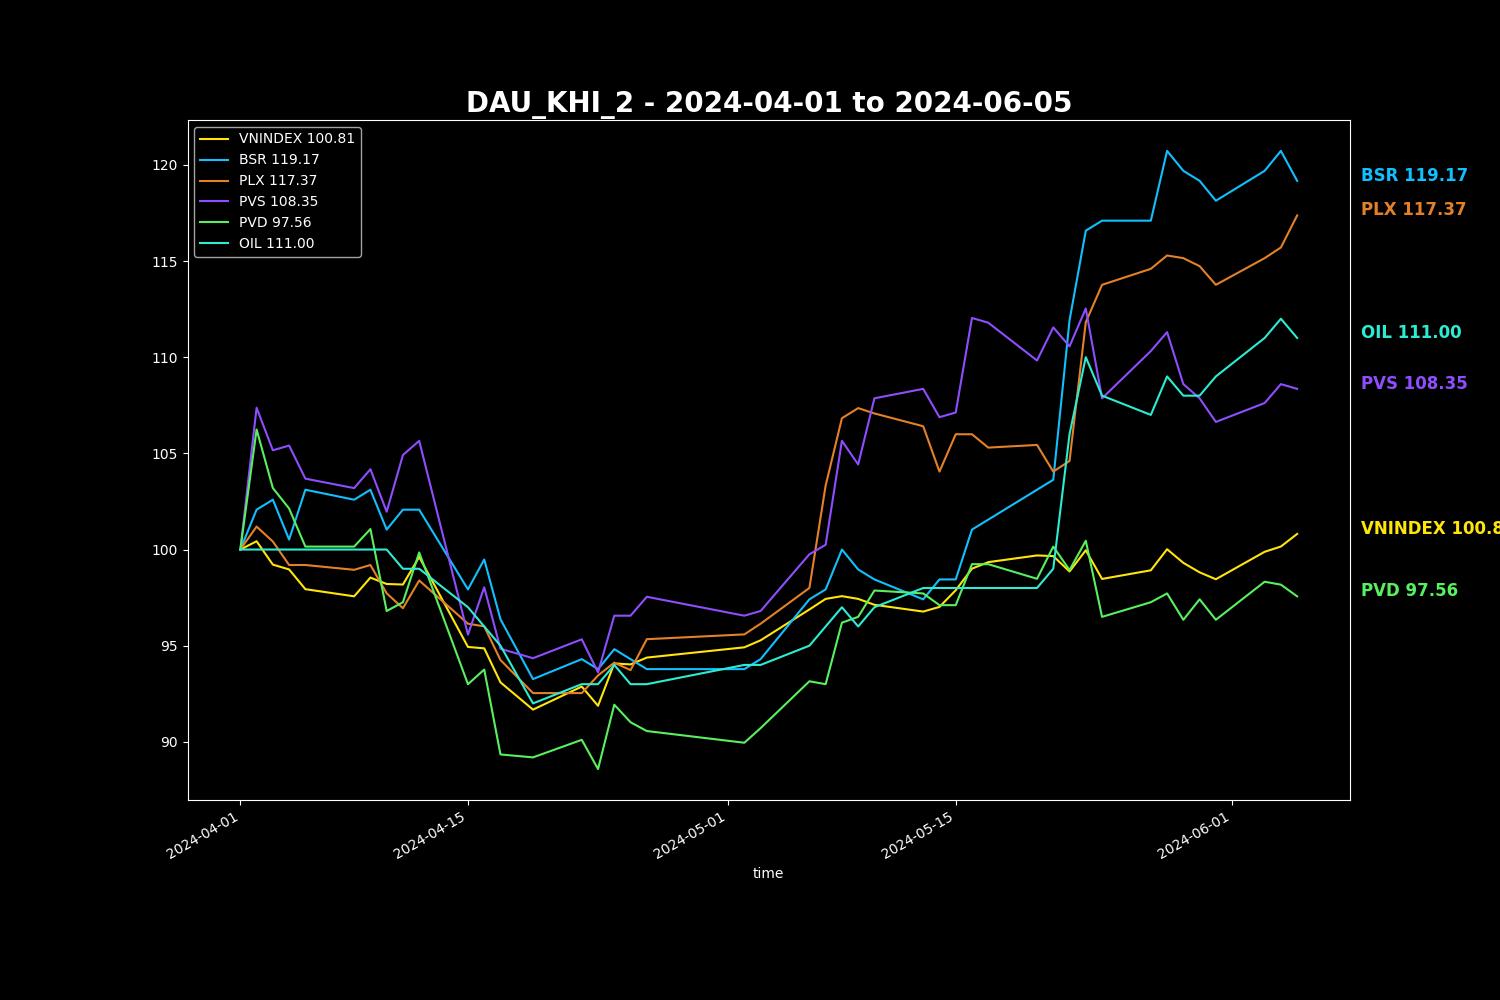 DAU_KHI_2 - 2024-04-01 to 2024-06-05
VNINDEX 100.81
BSR 119.17
PLX 117.37
PVS 108.35
PVD 97.56
OIL 111.00
120
115
110
105
100
95
90
BSR 119.17
PLX 117.37
OIL 111.00
PVS 108.35
VNINDEX 100.8
PVD 97.56
2024-04-01
2024-04-15
2024-05-01
2024-05-15
2024-06-01
time